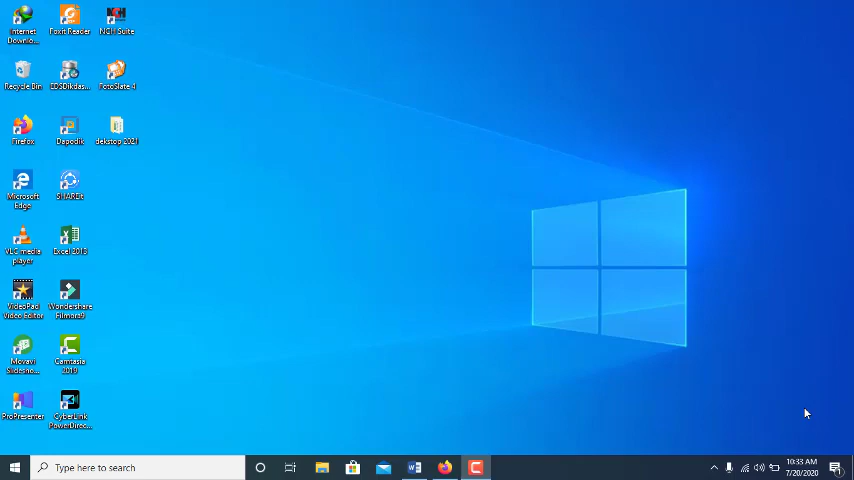 Internet
Downlo...
Foxit Reader
NCH Suite
Recycle Bin
EDSDikdas...
FotoSlate 4
Firefox
Dapodik
dekstop 2021
Microsoft
Edge
SHAREit
VLC media
player
Excel 2013
VideoPad
Video Editor
Wondershare
Filmora9
Movavi
Slidesho...
Camtasia
2019
ProPresenter
CyberLink
PowerDirec...
Type here to search
10:33 AM
7/20/2020
1